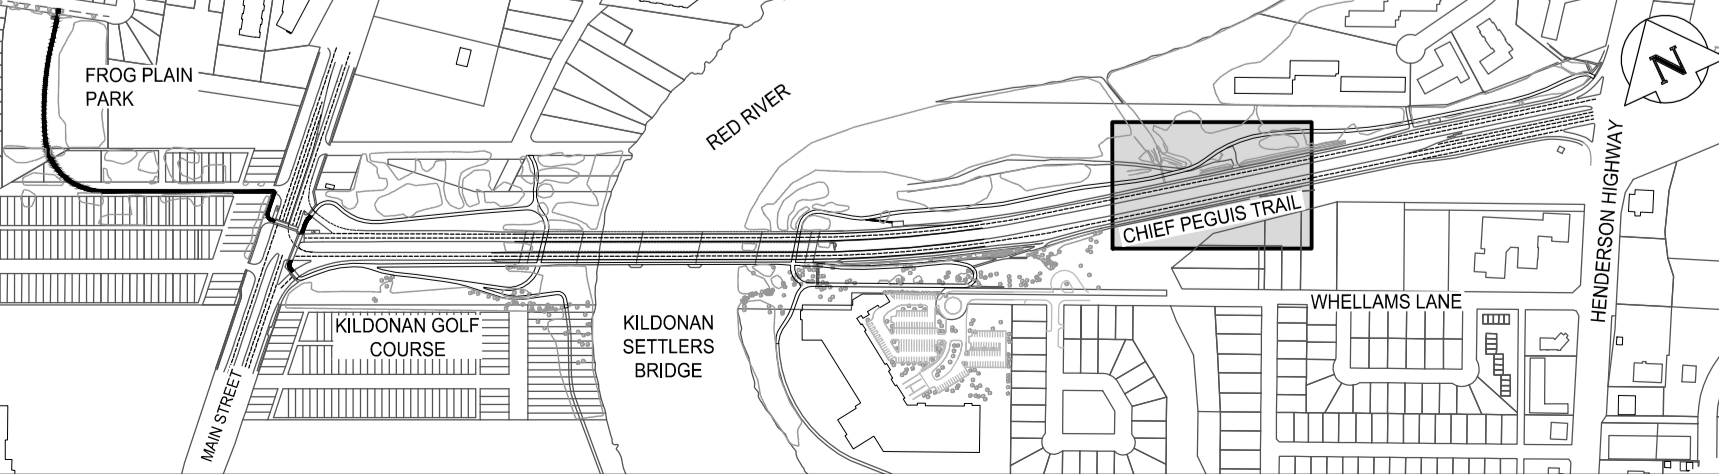 FROG PLAIN
PARK
RED RIVER
N
HENDERSON HIGHWAY
CHIEF PEGUIS TRAIL
WHELLAMS LANE
KILDONAN GOLF
COURSE
KILDONAN
SETTLERS
BRIDGE
MAIN STREET